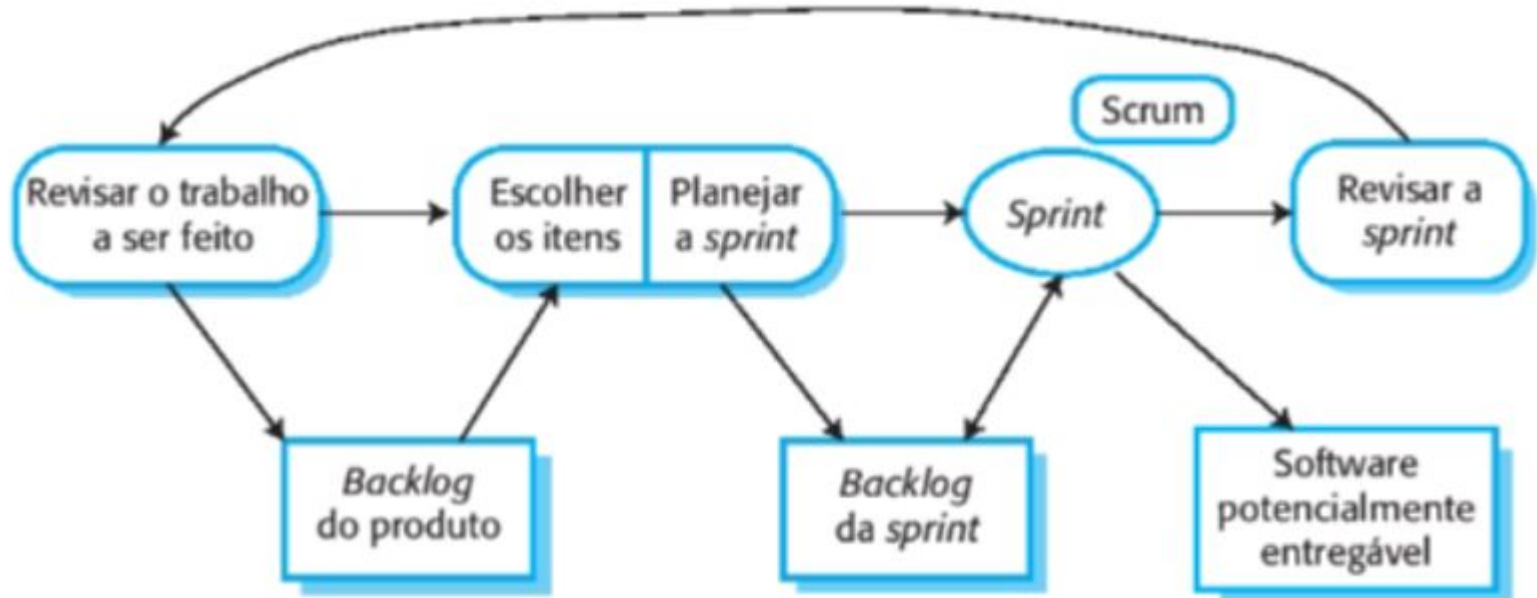 Scrum
Revisar o trabalho
a ser feito
Escolher
os itens
Planejar
a sprint
Sprint
Revisar a
sprint
Backlog
do produto
Backlog
da sprint
Software
potencialmente
entregável